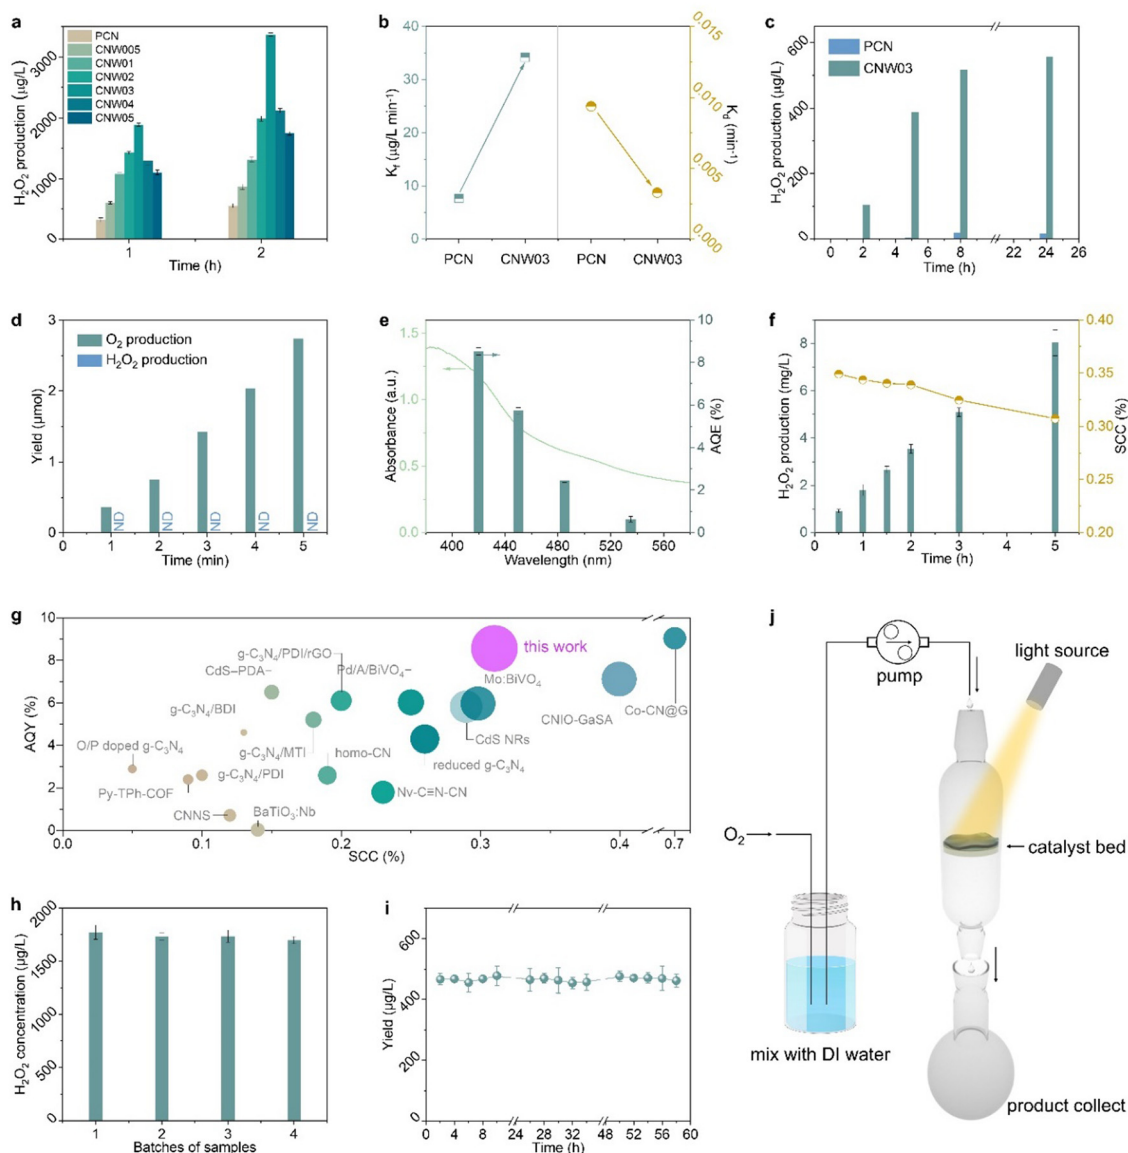 a
PCN
CNW005
CNW01
CNW02
CNW03
CNW04
CNW05
H₂O₂ production (μg/L)
0
1000
2000
3000
1
2
Time (h)
b
Kf (μg/L min⁻¹)
0
10
20
30
40
PCN
CNW03
PCN
CNW03
0.000
0.005
0.010
0.015
Kd (min⁻¹)
c
PCN
CNW03
H₂O₂ production (μg/L)
0
200
400
600
0
2
4
6
8
10
22
24
26
Time (h)
d
O₂ production
H₂O₂ production
Yield (μmol)
0
1
2
3
ND
ND
ND
ND
ND
0
1
2
3
4
5
Time (min)
e
Absorbance (a.u.)
0.0
0.5
1.0
1.5
400
440
480
520
560
Wavelength (nm)
0
2
4
6
8
10
AQE (%)
f
H₂O₂ production (mg/L)
0
2
4
6
8
0
1
2
3
5
Time (h)
0.20
0.25
0.30
0.35
0.40
SCC (%)
g
AQY (%)
0
2
4
6
8
10
g-C₃N₄/PDI/rGO
CdS–PDA
Pd/A/BiVO₄
this work
Mo:BiVO₄
g-C₃N₄/BDI
CNIO-GaSA
Co-CN@G
O/P doped g-C₃N₄
g-C₃N₄/MTI
homo-CN
CdS NRs
reduced g-C₃N₄
g-C₃N₄/PDI
Py-TPh-COF
Nv-C≡N-CN
CNNS
BaTiO₃:Nb
0.0
0.1
0.2
0.3
0.4
0.7
SCC (%)
h
H₂O₂ concentration (μg/L)
0
500
1000
1500
2000
1
2
3
4
Batches of samples
i
Yield (μg/L)
0
200
400
600
0
4
8
12
24
28
32
36
48
52
56
60
Time (h)
j
pump
light source
O₂
catalyst bed
mix with DI water
product collect